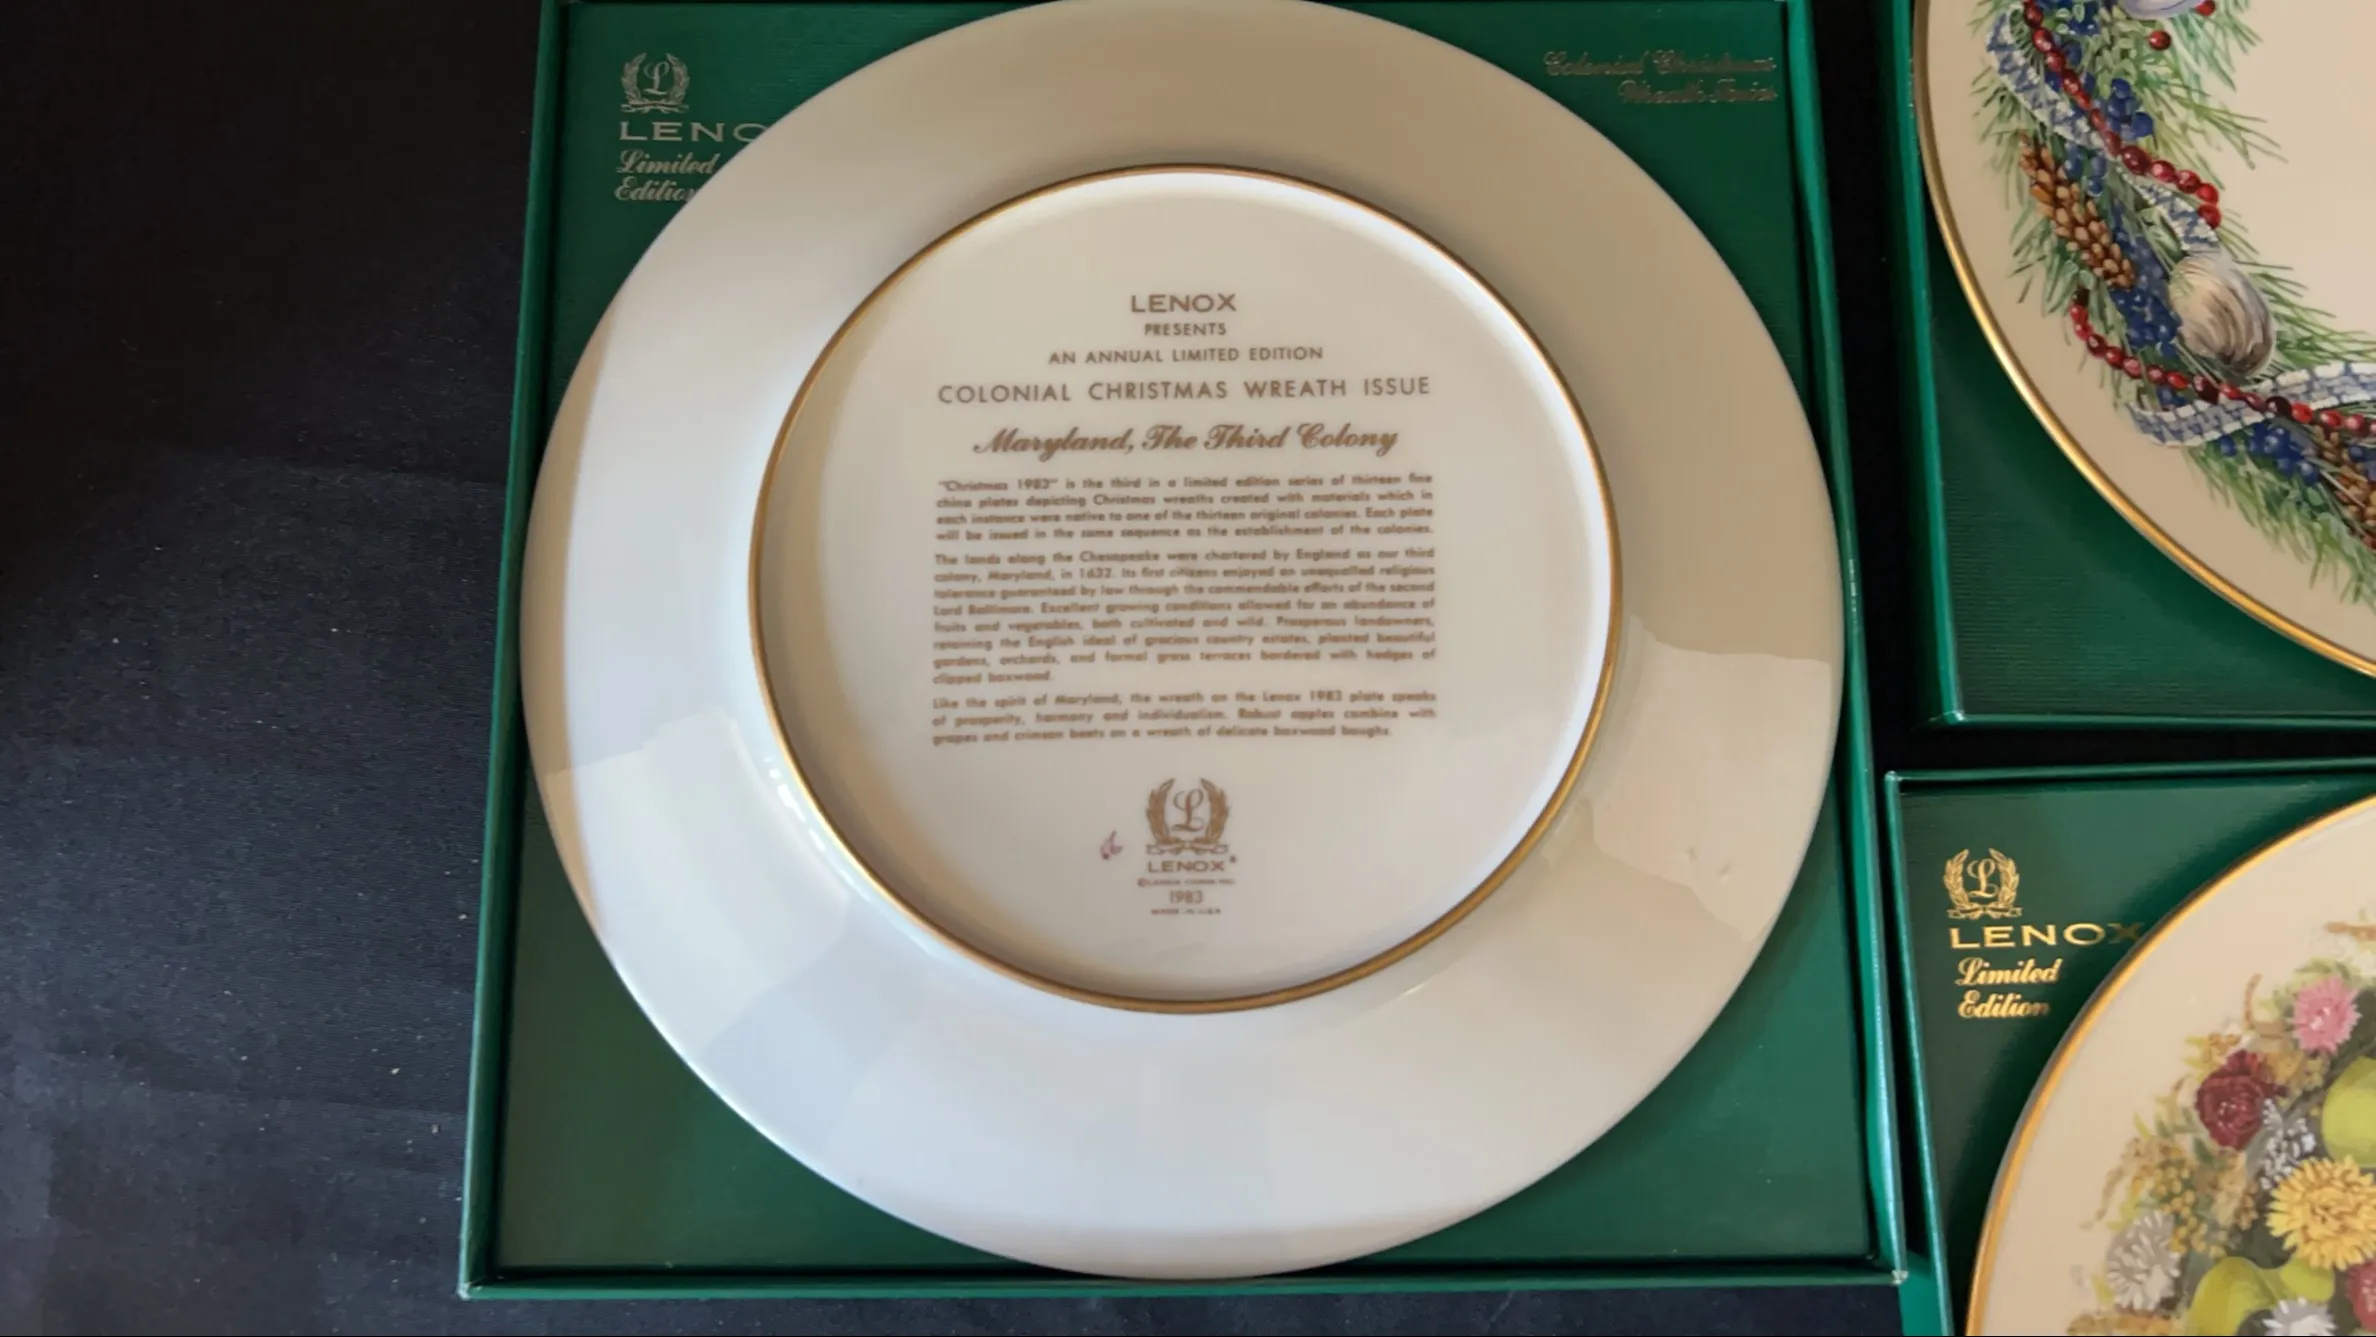 L
LENO
Limited
Edition
Colonial Christmas
Wreath Series
LENOX
PRESENTS
AN ANNUAL LIMITED EDITION
COLONIAL CHRISTMAS WREATH ISSUE
Maryland, The Third Colony
"Christmas 1983" is the third in a limited edition series of thirteen fine
china plates depicting Christmas wreaths created with materials which in
each instance were native to one of the thirteen original colonies. Each plate
will be issued in the same sequence as the establishment of the colonies.
The lands along the Chesapeake were chartered by England as our third
colony, Maryland, in 1632. Its first citizens enjoyed an unequalled religious
tolerance guaranteed by law through the commendable efforts of the second
Lord Baltimore. Excellent growing conditions allowed for an abundance of
fruits and vegetables, both cultivated and wild. Prosperous landowners,
retaining the English ideal of gracious country estates, planted beautiful
gardens, orchards, and formal grass terraces bordered with hedges of
clipped boxwood.
Like the spirit of Maryland, the wreath on the Lenox 1983 plate speaks
of prosperity, harmony and individualism. Robust apples combine with
grapes and crimson beets on a wreath of delicate boxwood boughs.
L
LENOX®
© LENOX CHINA INC.
1983
MADE IN USA
L
LENOX
Limited
Edition